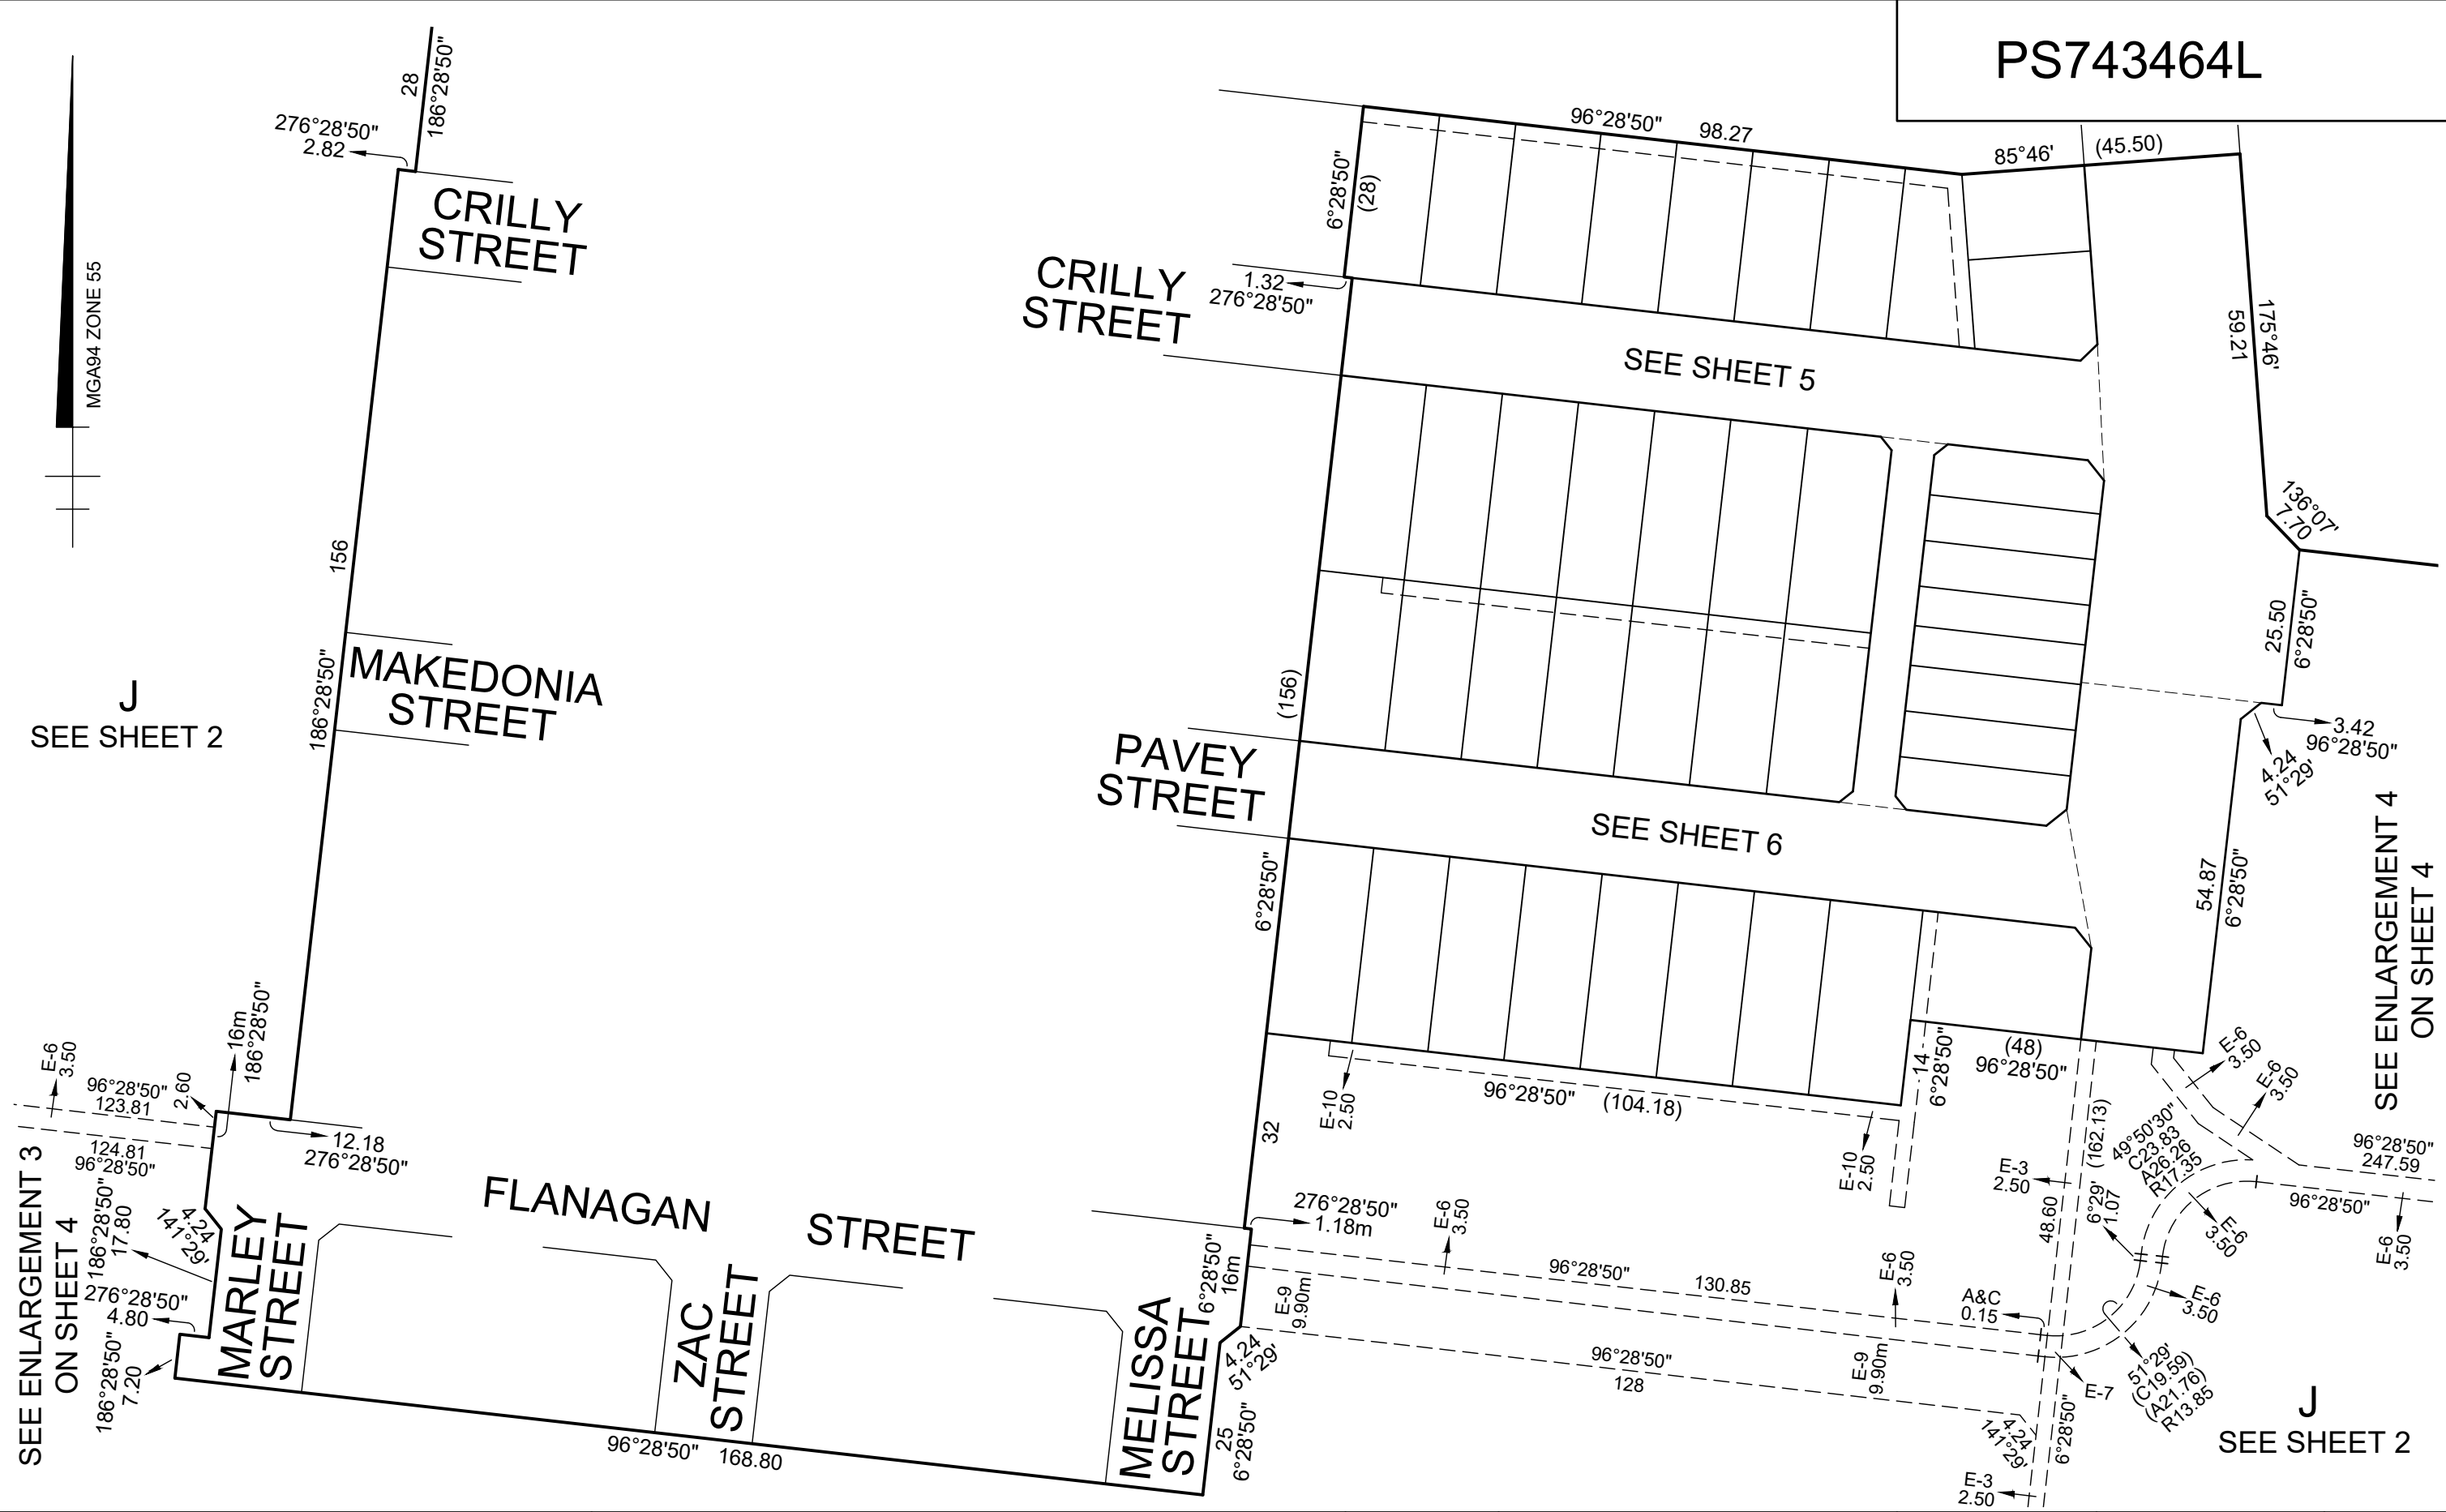 PS743464L
28
186°28'50"
276°28'50"
2.82
CRILLY
STREET
MGA94 ZONE 55
156
186°28'50"
MAKEDONIA
STREET
J
SEE SHEET 2
96°28'50"
98.27
85°46'
(45.50)
6°28'50"
(28)
CRILLY
STREET
1.32
276°28'50"
SEE SHEET 5
175°46'
59.21
136°07'
7.70
25.50
6°28'50"
3.42
96°28'50"
4.24
51°29'
(156)
PAVEY
STREET
SEE SHEET 6
6°28'50"
54.87
6°28'50"
SEE ENLARGEMENT 4
ON SHEET 4
E-6
3.50
96°28'50"
123.81
2.60
16m
186°28'50"
12.18
276°28'50"
124.81
96°28'50"
SEE ENLARGEMENT 3
ON SHEET 4
186°28'50"
17.80
4.24
141°29'
276°28'50"
4.80
186°28'50"
7.20
MARLEY
STREET
FLANAGAN
STREET
ZAC
STREET
MELISSA
STREET
96°28'50"
168.80
32
276°28'50"
1.18m
6°28'50"
16m
4.24
51°29'
25
6°28'50"
E-10
2.50
96°28'50"
(104.18)
E-10
2.50
14
6°28'50"
(48)
96°28'50"
E-6
3.50
E-6
3.50
E-9
9.90m
96°28'50"
130.85
E-6
3.50
96°28'50"
128
E-9
9.90m
E-3
2.50
48.60
(162.13)
6°29'
1.07
49°50'30"
C23.83
A26.26
R17.35
E-6
3.50
E-6
3.50
96°28'50"
247.59
96°28'50"
E-6
3.50
E-6
3.50
A&C
0.15
E-7
51°29'
(C19.59)
(A21.76)
R13.85
4.24
141°29'
6°28'50"
E-3
2.50
J
SEE SHEET 2